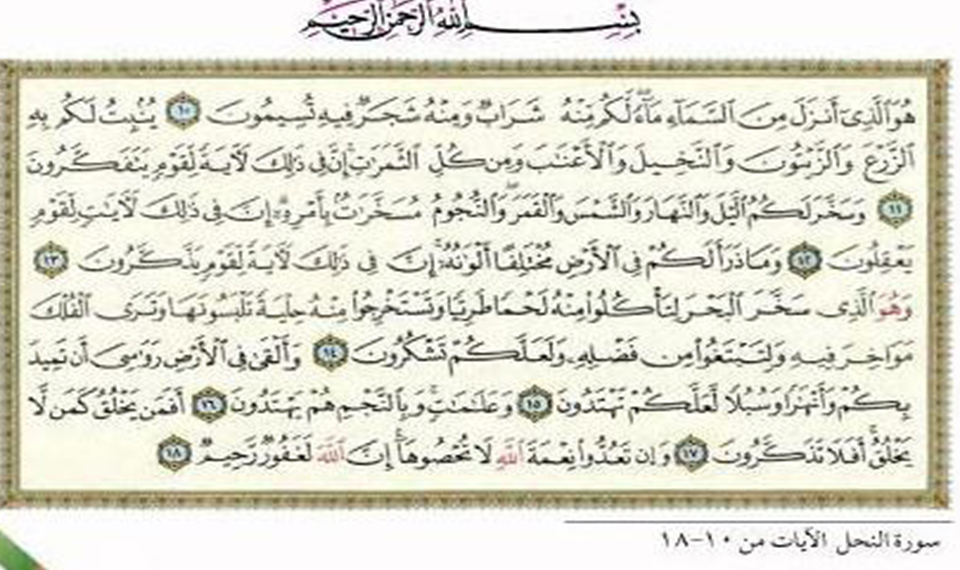 بِسْمِ اللَّهِ الرَّحْمَٰنِ الرَّحِيمِ
هُوَ الَّذِي أَنزَلَ مِنَ السَّمَاءِ مَاءً لَّكُم مِّنْهُ شَرَابٌ وَمِنْهُ شَجَرٌ فِيهِ تُسِيمُونَ ١٠ يُنبِتُ لَكُم بِهِ
الزَّرْعَ وَالزَّيْتُونَ وَالنَّخِيلَ وَالْأَعْنَابَ وَمِن كُلِّ الثَّمَرَاتِ إِنَّ فِي ذَٰلِكَ لَآيَةً لِّقَوْمٍ يَتَفَكَّرُونَ
١١ وَسَخَّرَ لَكُمُ اللَّيْلَ وَالنَّهَارَ وَالشَّمْسَ وَالْقَمَرَ وَالنُّجُومُ مُسَخَّرَاتٌ بِأَمْرِهِ إِنَّ فِي ذَٰلِكَ لَآيَاتٍ لِّقَوْمٍ
يَعْقِلُونَ ١٢ وَمَا ذَرَأَ لَكُمْ فِي الْأَرْضِ مُخْتَلِفًا أَلْوَانُهُ إِنَّ فِي ذَٰلِكَ لَآيَةً لِّقَوْمٍ يَذَّكَّرُونَ ١٣
وَهُوَ الَّذِي سَخَّرَ الْبَحْرَ لِتَأْكُلُوا مِنْهُ لَحْمًا طَرِيًّا وَتَسْتَخْرِجُوا مِنْهُ حِلْيَةً تَلْبَسُونَهَا وَتَرَى الْفُلْكَ
مَوَاخِرَ فِيهِ وَلِتَبْتَغُوا مِن فَضْلِهِ وَلَعَلَّكُمْ تَشْكُرُونَ ١٤ وَأَلْقَىٰ فِي الْأَرْضِ رَوَاسِيَ أَن تَمِيدَ
بِكُمْ وَأَنْهَارًا وَسُبُلًا لَّعَلَّكُمْ تَهْتَدُونَ ١٥ وَعَلَامَاتٍ وَبِالنَّجْمِ هُمْ يَهْتَدُونَ ١٦ أَفَمَن يَخْلُقُ كَمَن لَّا
يَخْلُقُ أَفَلَا تَذَكَّرُونَ ١٧ وَإِن تَعُدُّوا نِعْمَةَ اللَّهِ لَا تُحْصُوهَا إِنَّ اللَّهَ لَغَفُورٌ رَّحِيمٌ ١٨
سورة النحل الآيات من ١٠-١٨